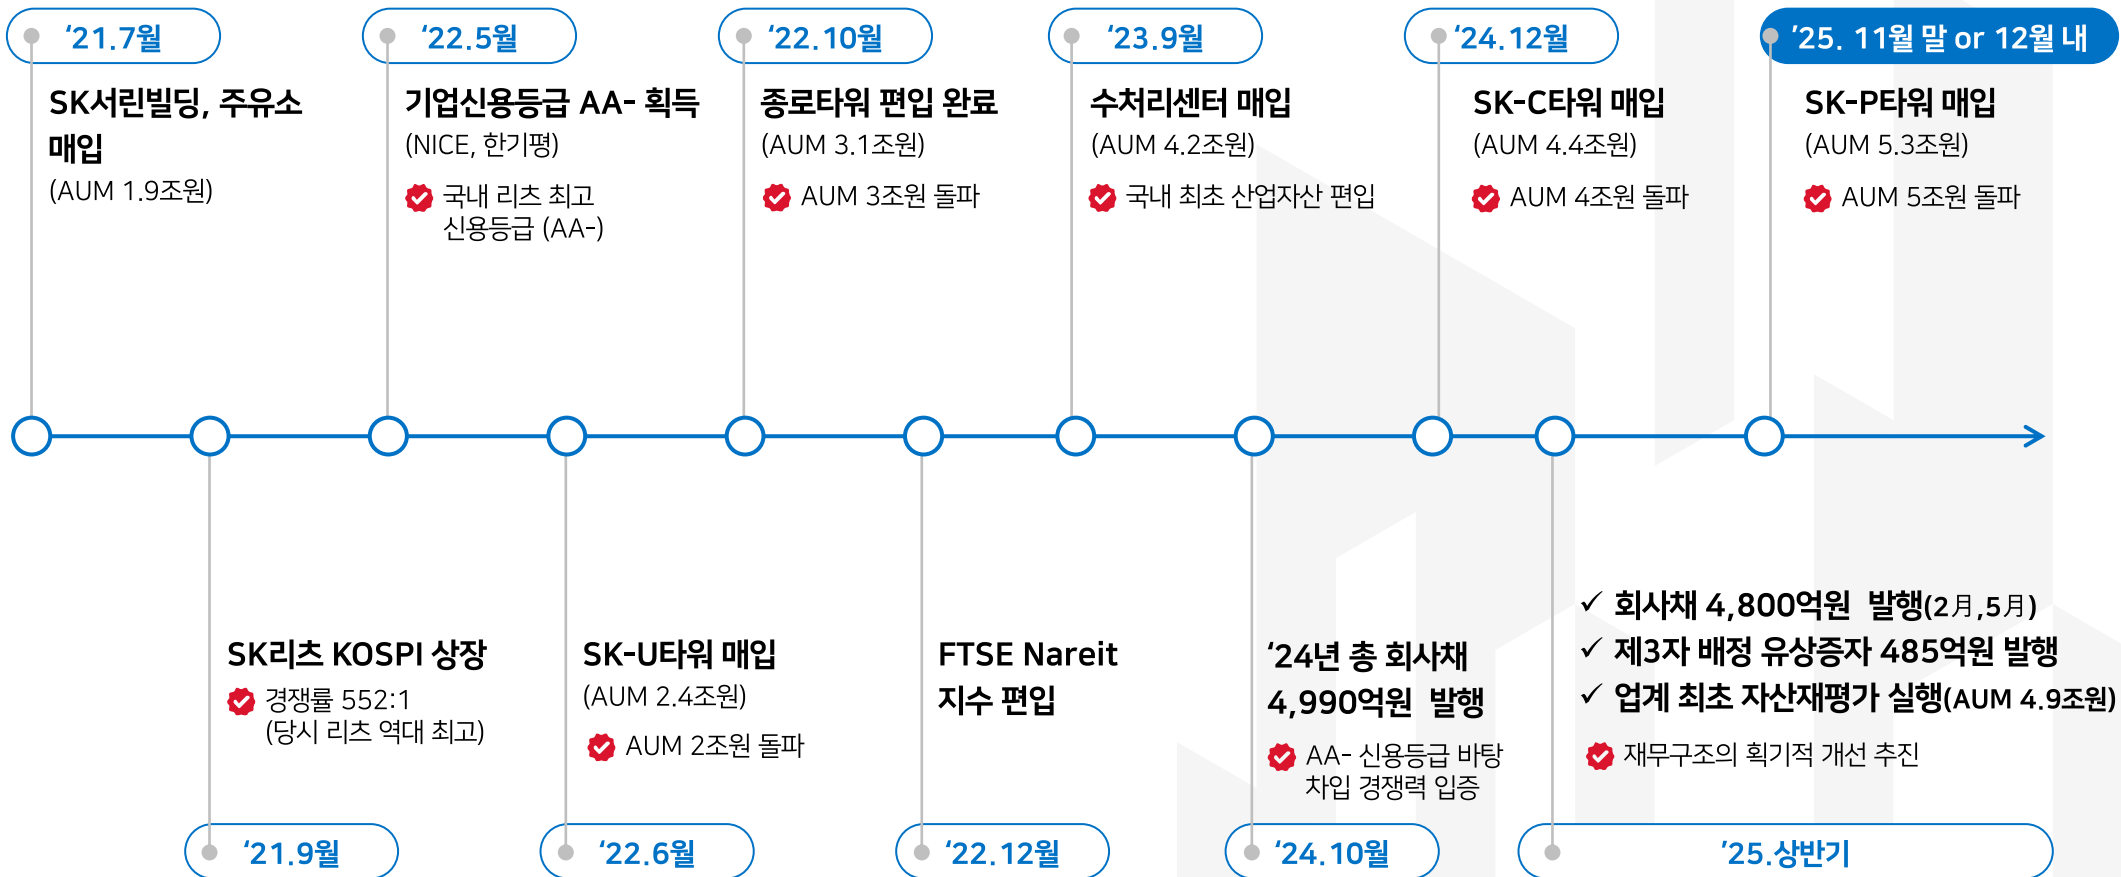 ‘21.7월
SK서린빌딩, 주유소
매입
(AUM 1.9조원)
‘22.5월
기업신용등급 AA- 획득
(NICE, 한기평)
국내 리츠 최고
신용등급 (AA-)
‘22.10월
종로타워 편입 완료
(AUM 3.1조원)
AUM 3조원 돌파
‘23.9월
수처리센터 매입
(AUM 4.2조원)
국내 최초 산업자산 편입
‘24.12월
SK-C타워 매입
(AUM 4.4조원)
AUM 4조원 돌파
’25. 11월 말 or 12월 내
SK-P타워 매입
(AUM 5.3조원)
AUM 5조원 돌파
SK리츠 KOSPI 상장
경쟁률 552:1
(당시 리츠 역대 최고)
‘21.9월
SK-U타워 매입
(AUM 2.4조원)
AUM 2조원 돌파
‘22.6월
FTSE Nareit
지수 편입
‘22.12월
‘24년 총 회사채
4,990억원 발행
AA- 신용등급 바탕
차입 경쟁력 입증
‘24.10월
✓ 회사채 4,800억원 발행(2月,5月)
✓ 제3자 배정 유상증자 485억원 발행
✓ 업계 최초 자산재평가 실행(AUM 4.9조원)
재무구조의 획기적 개선 추진
’25.상반기